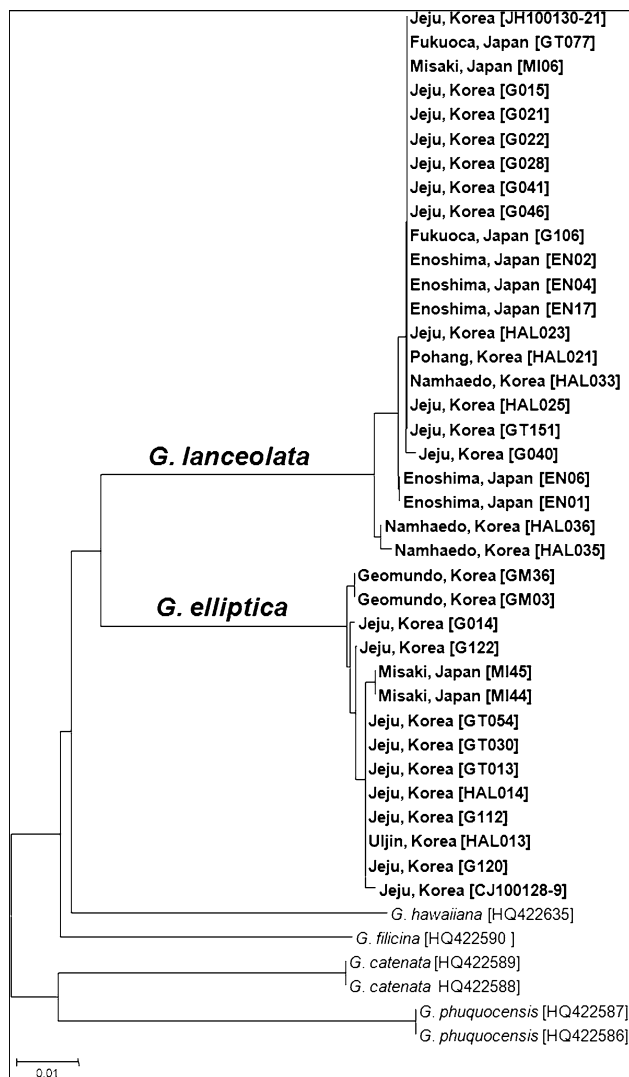 Jeju, Korea [JH100130-21]
Fukuoca, Japan [GT077]
Misaki, Japan [MI06]
Jeju, Korea [G015]
Jeju, Korea [G021]
Jeju, Korea [G022]
Jeju, Korea [G028]
Jeju, Korea [G041]
Jeju, Korea [G046]
Fukuoca, Japan [G106]
Enoshima, Japan [EN02]
Enoshima, Japan [EN04]
Enoshima, Japan [EN17]
Jeju, Korea [HAL023]
Pohang, Korea [HAL021]
Namhaedo, Korea [HAL033]
Jeju, Korea [HAL025]
Jeju, Korea [GT151]
Jeju, Korea [G040]
G. lanceolata
Enoshima, Japan [EN06]
Enoshima, Japan [EN01]
Namhaedo, Korea [HAL036]
Namhaedo, Korea [HAL035]
Geomundo, Korea [GM36]
Geomundo, Korea [GM03]
G. elliptica
Jeju, Korea [G014]
Jeju, Korea [G122]
Misaki, Japan [MI45]
Misaki, Japan [MI44]
Jeju, Korea [GT054]
Jeju, Korea [GT030]
Jeju, Korea [GT013]
Jeju, Korea [HAL014]
Jeju, Korea [G112]
Uljin, Korea [HAL013]
Jeju, Korea [G120]
Jeju, Korea [CJ100128-9]
G. hawaiiana [HQ422635]
G. filicina [HQ422590 ]
G. catenata [HQ422589]
G. catenata HQ422588]
G. phuquocensis [HQ422587]
G. phuquocensis [HQ422586]
0.01